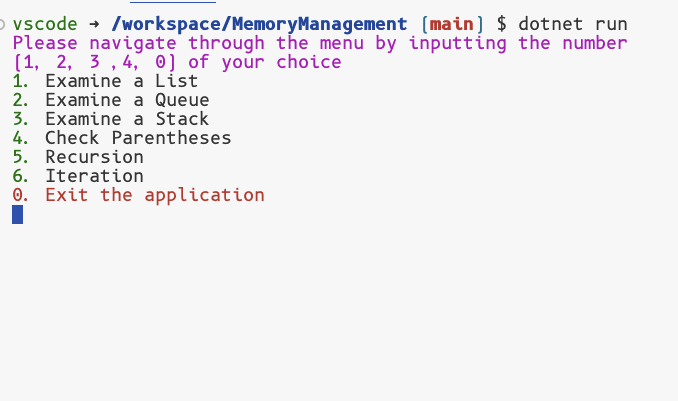 vscode → /workspace/MemoryManagement [main] $ dotnet run
Please navigate through the menu by inputting the number
[1, 2, 3 ,4, 0] of your choice
1. Examine a List
2. Examine a Queue
3. Examine a Stack
4. Check Parentheses
5. Recursion
6. Iteration
0. Exit the application